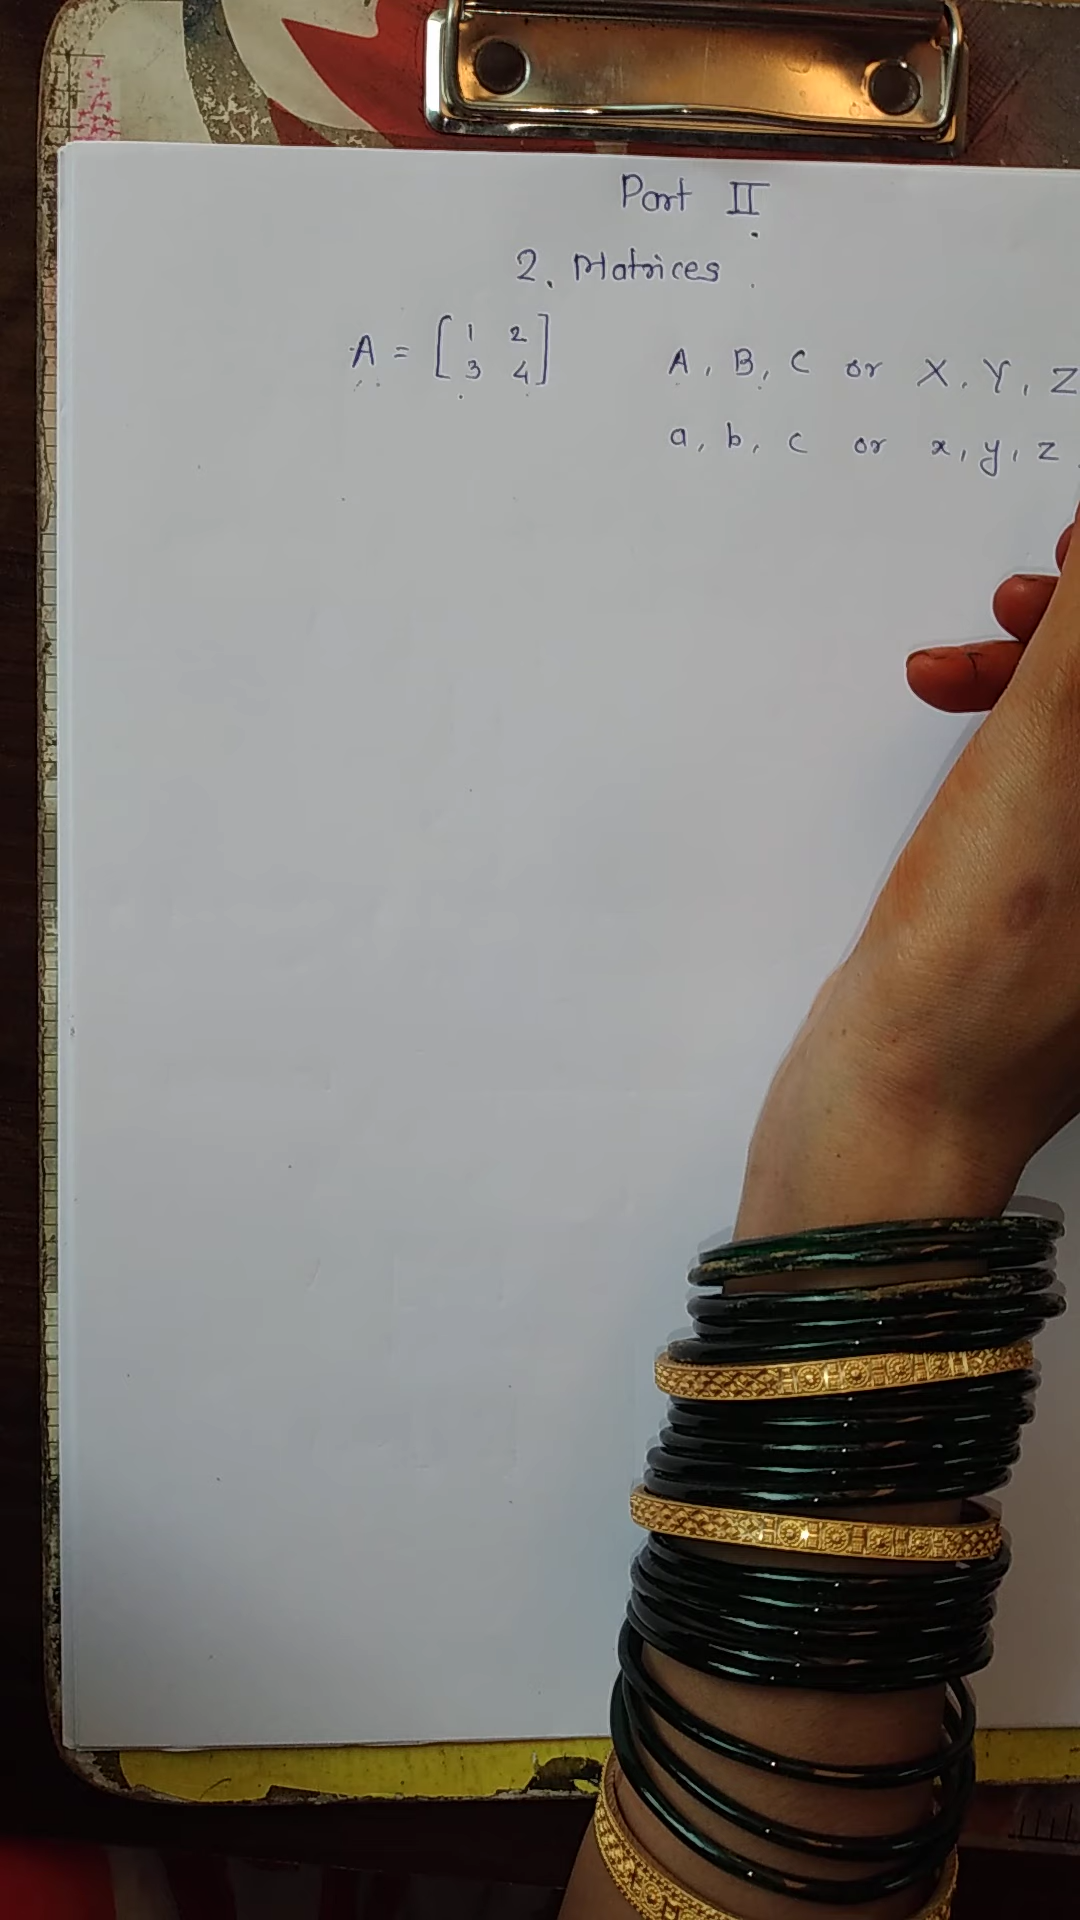 Part II
2. Matrices
A = [1 2
3 4]
A, B, C or X, Y, Z
a, b, c or x, y, z